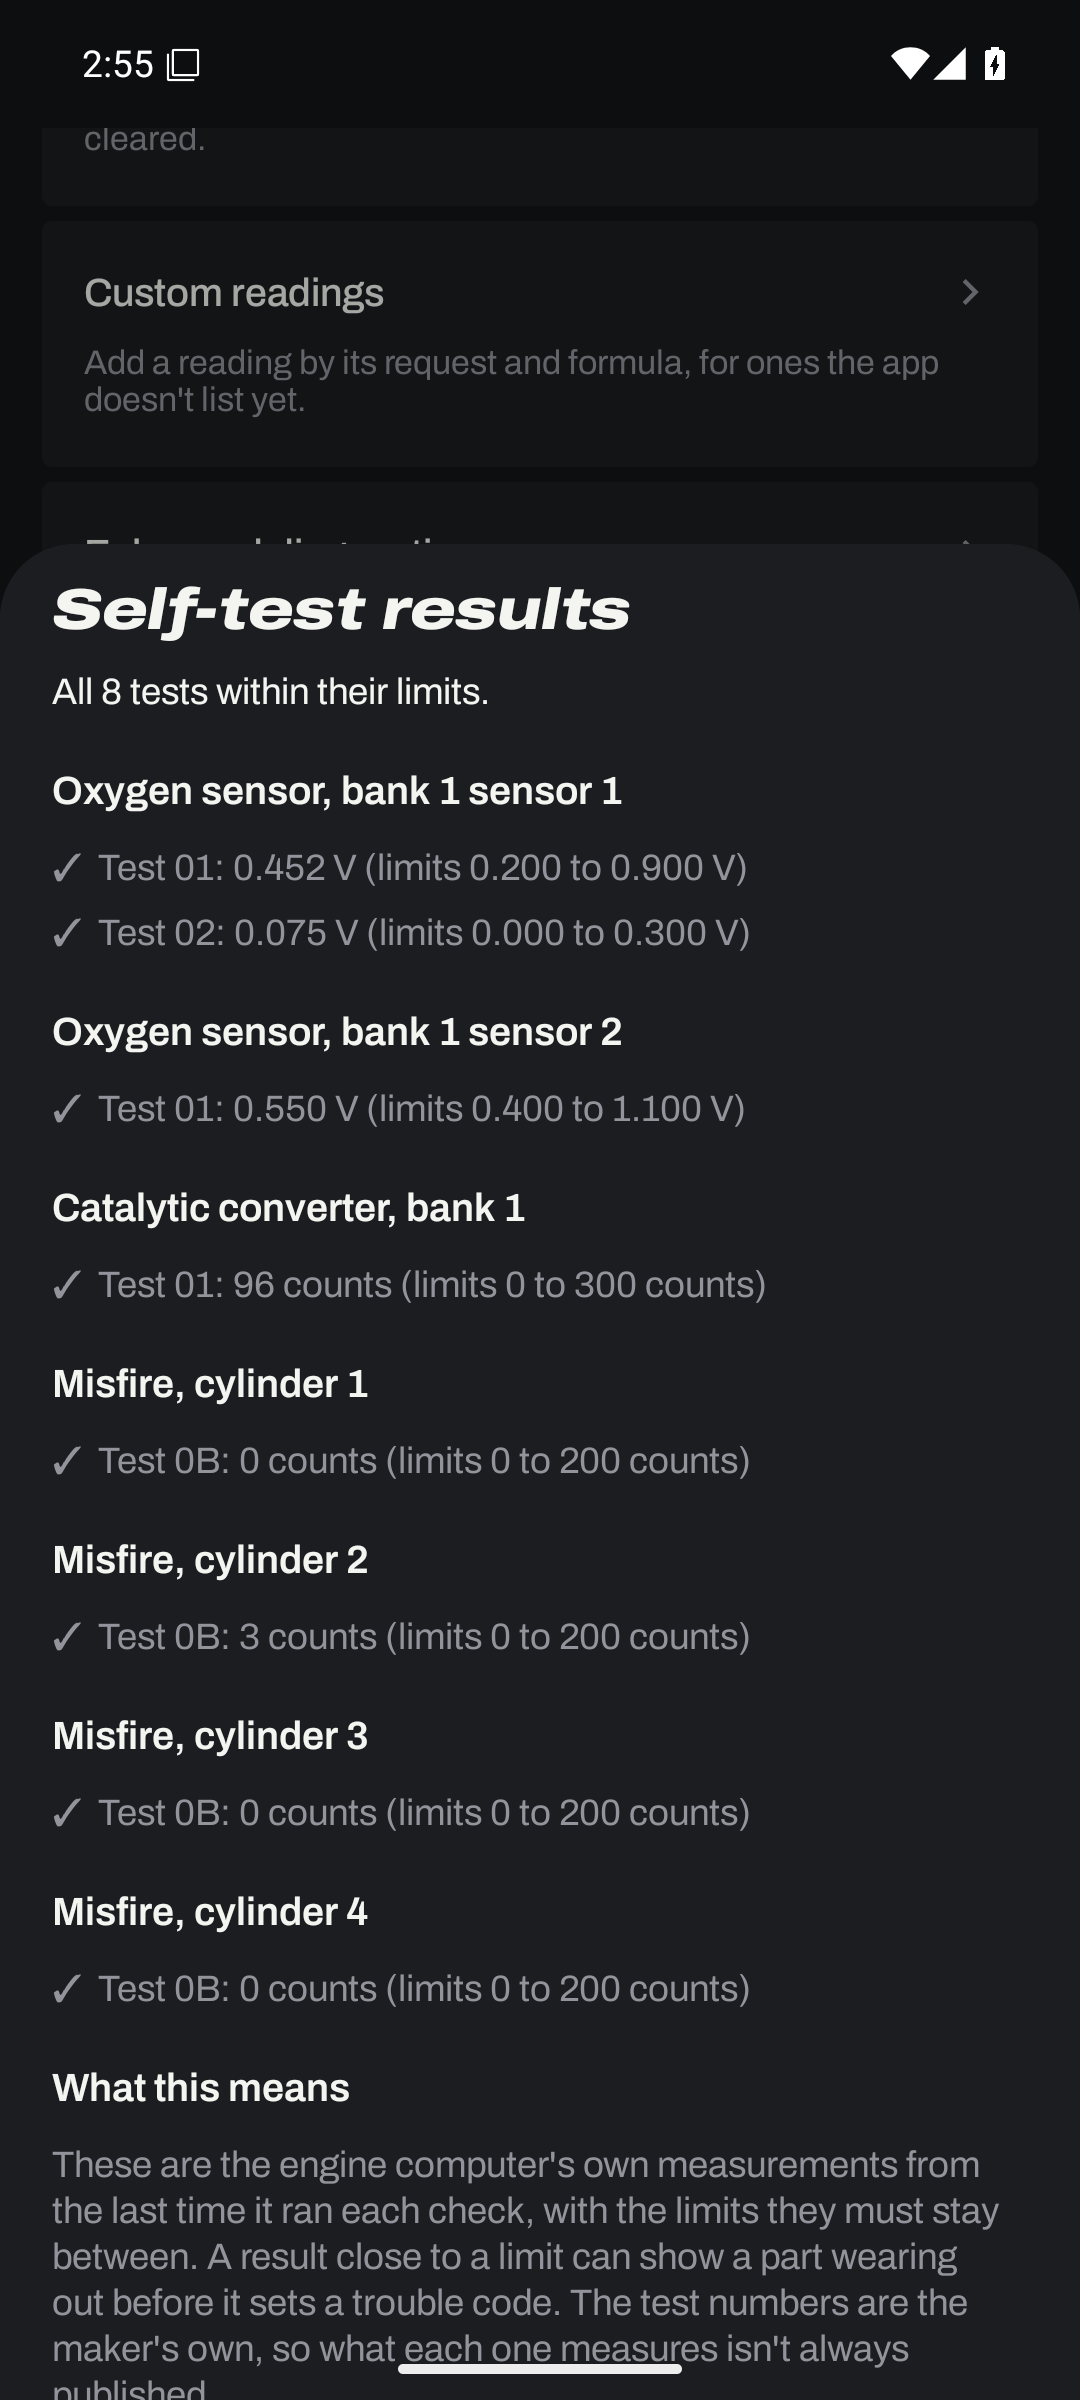 2:55
cleared.
Custom readings
Add a reading by its request and formula, for ones the app
doesn't list yet.
Self-test results
All 8 tests within their limits.
Oxygen sensor, bank 1 sensor 1
✓ Test 01: 0.452 V (limits 0.200 to 0.900 V)
✓ Test 02: 0.075 V (limits 0.000 to 0.300 V)
Oxygen sensor, bank 1 sensor 2
✓ Test 01: 0.550 V (limits 0.400 to 1.100 V)
Catalytic converter, bank 1
✓ Test 01: 96 counts (limits 0 to 300 counts)
Misfire, cylinder 1
✓ Test 0B: 0 counts (limits 0 to 200 counts)
Misfire, cylinder 2
✓ Test 0B: 3 counts (limits 0 to 200 counts)
Misfire, cylinder 3
✓ Test 0B: 0 counts (limits 0 to 200 counts)
Misfire, cylinder 4
✓ Test 0B: 0 counts (limits 0 to 200 counts)
What this means
These are the engine computer's own measurements from
the last time it ran each check, with the limits they must stay
between. A result close to a limit can show a part wearing
out before it sets a trouble code. The test numbers are the
maker's own, so what each one measures isn't always
published.